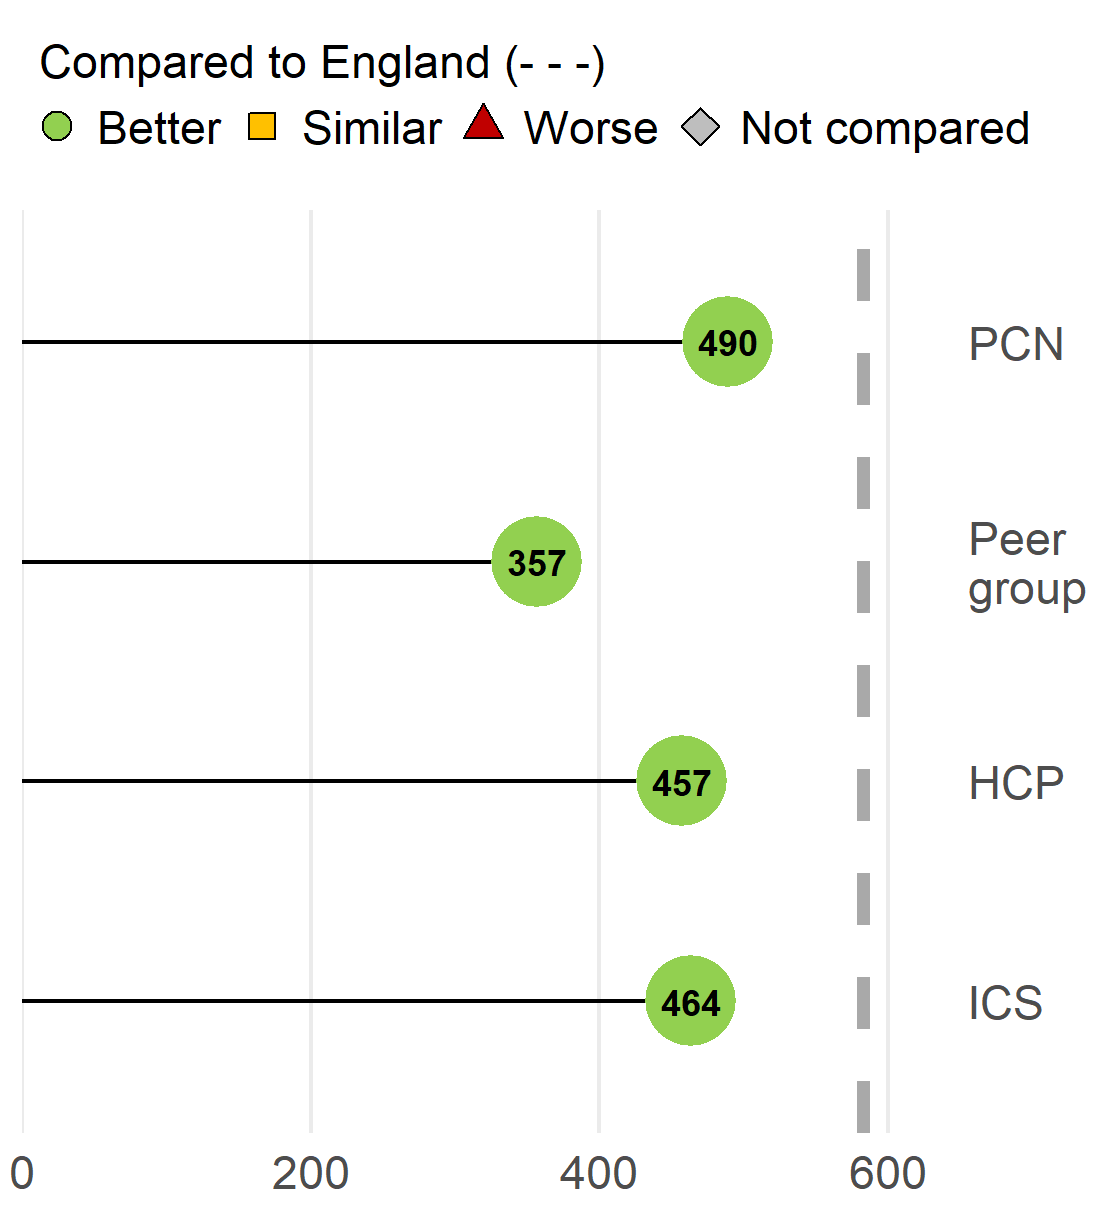 Compared to England (- - -)
Better Similar Worse Not compared
490 PCN
357 Peer
group
457 HCP
464 ICS
0 200 400 600